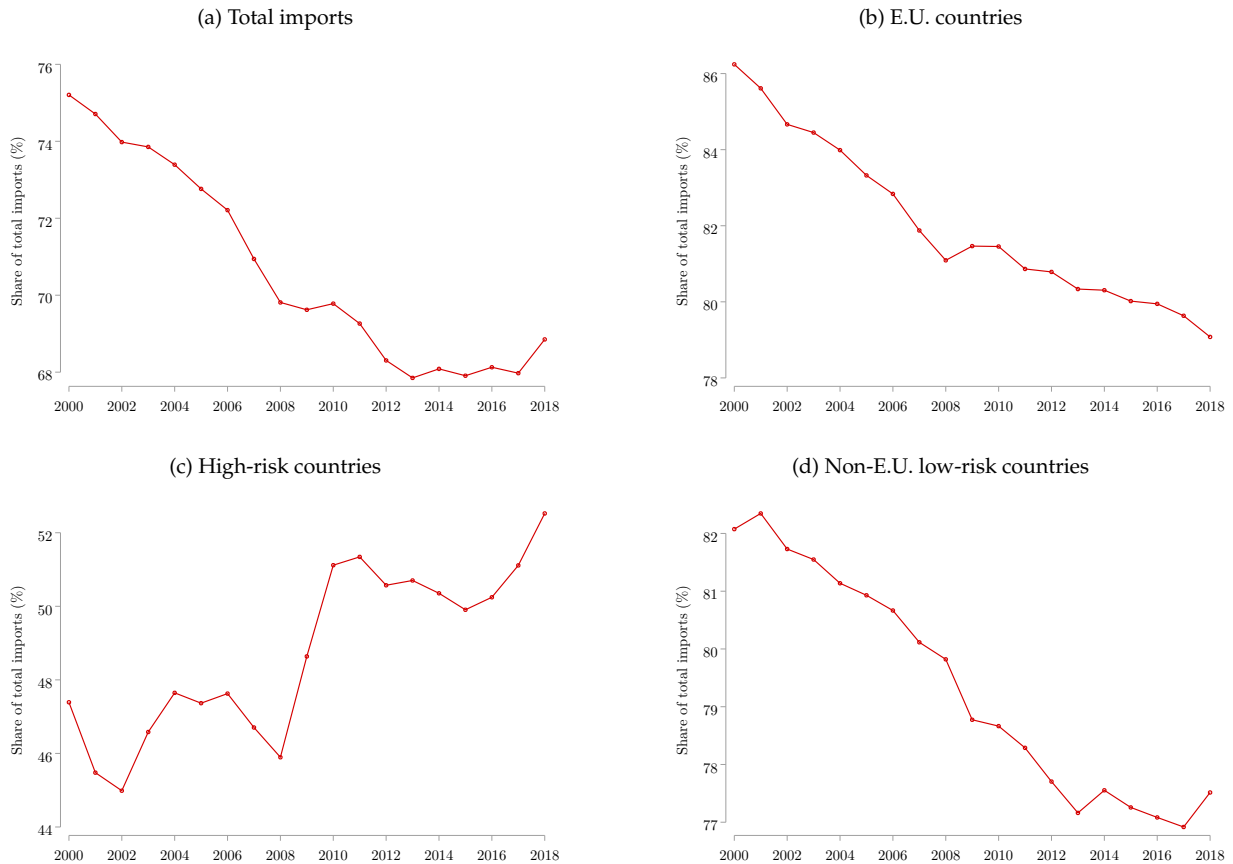 (a) Total imports
Share of total imports (%)
76
74
72
70
68
2000 2002 2004 2006 2008 2010 2012 2014 2016 2018
(b) E.U. countries
Share of total imports (%)
86
84
82
80
78
2000 2002 2004 2006 2008 2010 2012 2014 2016 2018
(c) High-risk countries
Share of total imports (%)
52
50
48
46
44
2000 2002 2004 2006 2008 2010 2012 2014 2016 2018
(d) Non-E.U. low-risk countries
Share of total imports (%)
82
81
80
79
78
77
2000 2002 2004 2006 2008 2010 2012 2014 2016 2018